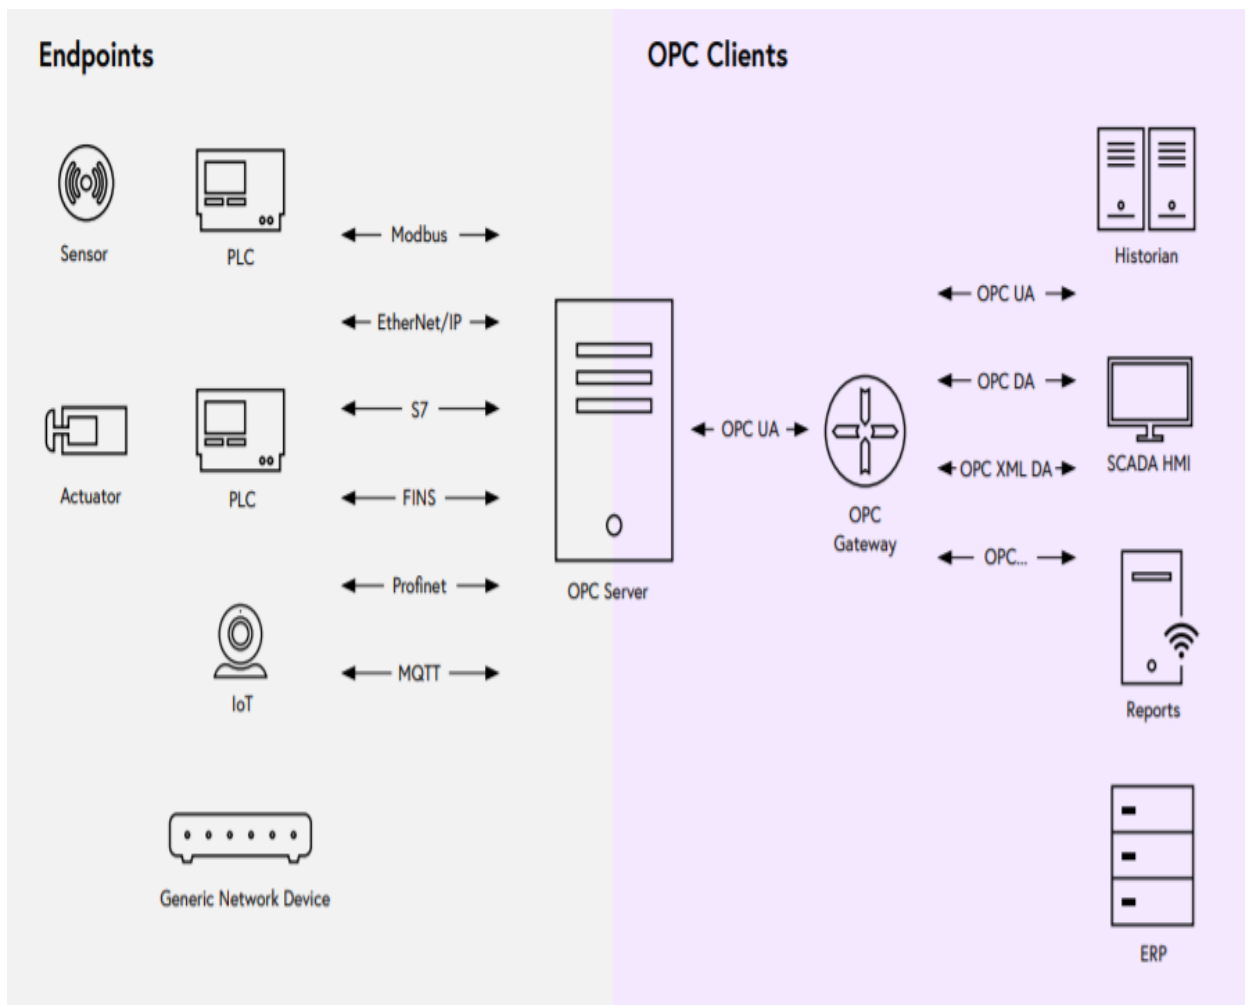 Endpoints
OPC Clients
Sensor
PLC
Modbus
EtherNet/IP
Actuator
PLC
S7
FINS
Profinet
IoT
MQTT
Generic Network Device
OPC Server
OPC UA
OPC
Gateway
OPC UA
OPC DA
OPC XML DA
OPC...
Historian
SCADA HMI
Reports
ERP